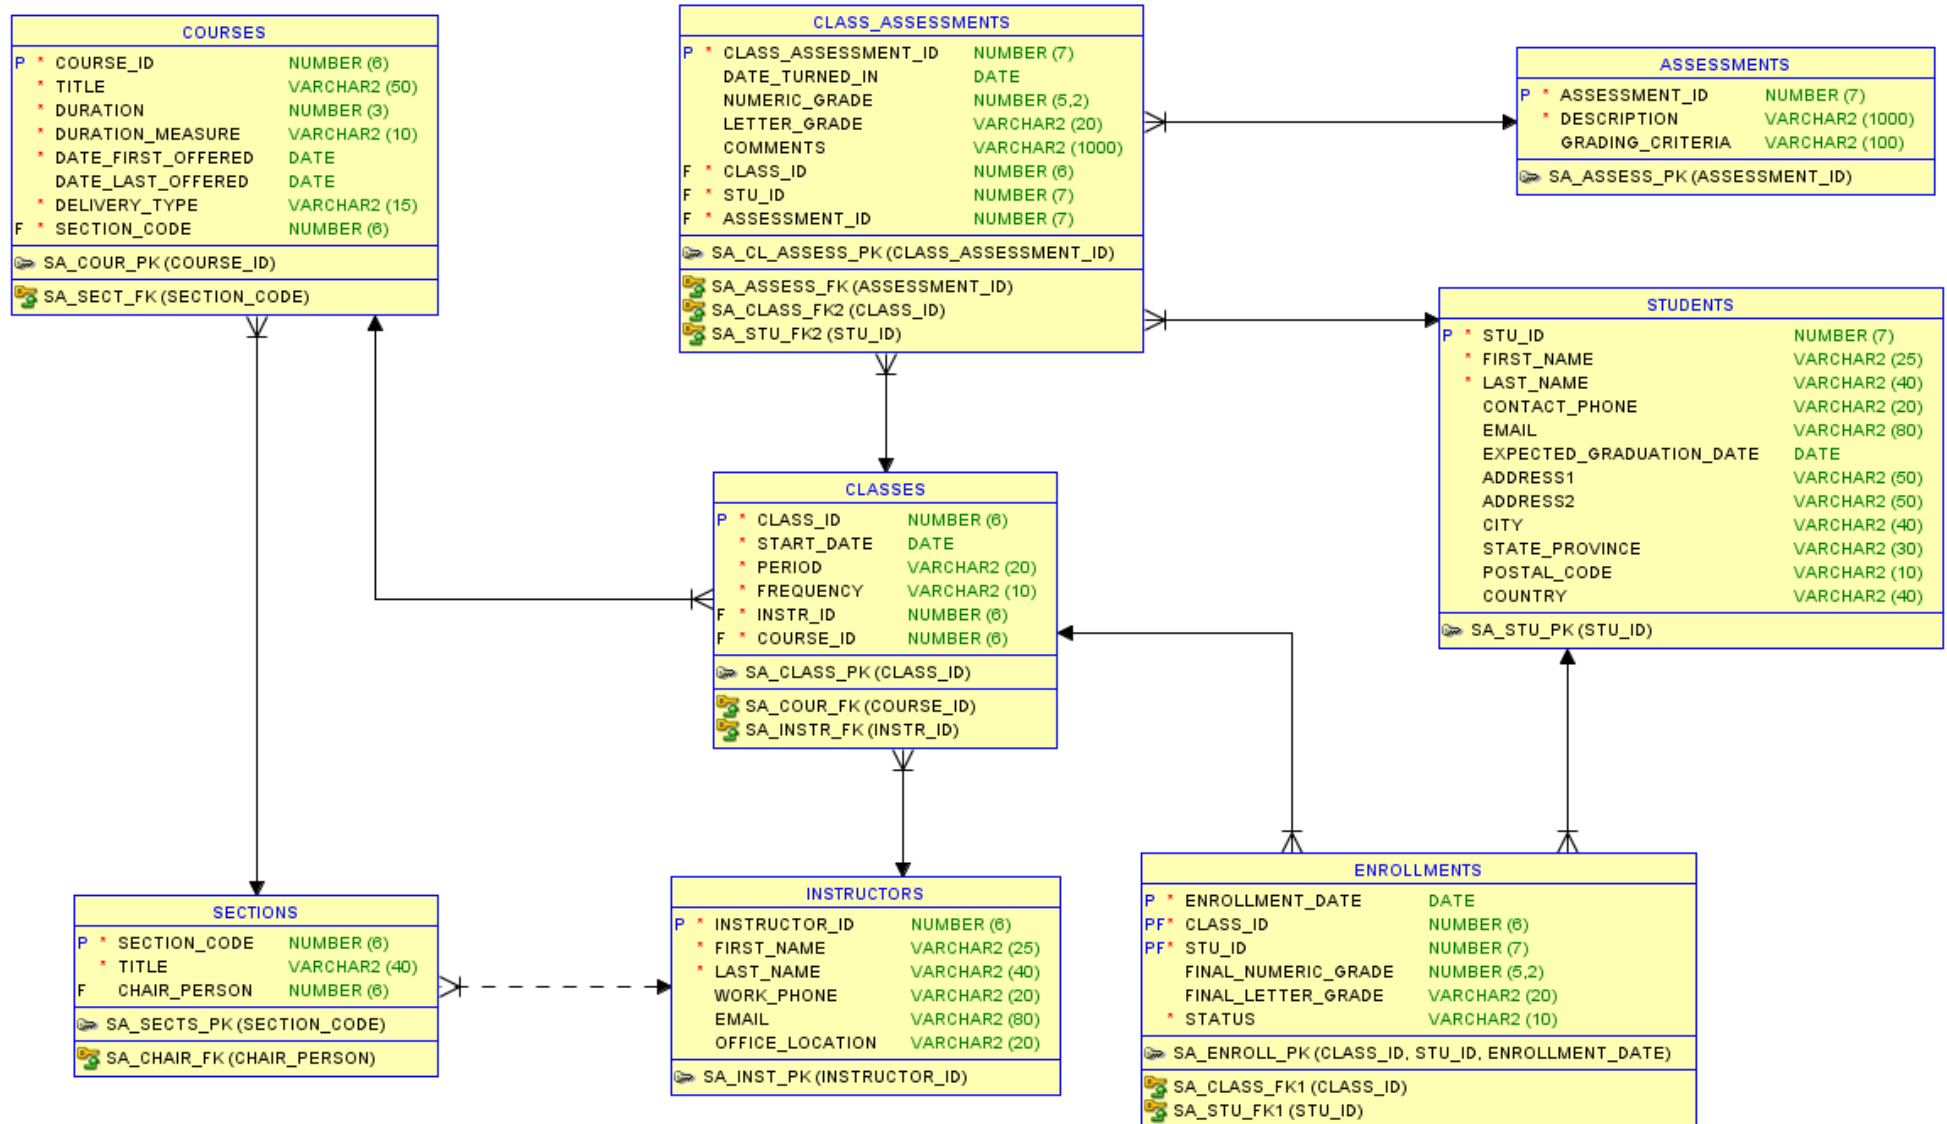 COURSES
P * COURSE_ID NUMBER (6)
* TITLE VARCHAR2 (50)
* DURATION NUMBER (3)
* DURATION_MEASURE VARCHAR2 (10)
* DATE_FIRST_OFFERED DATE
DATE_LAST_OFFERED DATE
* DELIVERY_TYPE VARCHAR2 (15)
F * SECTION_CODE NUMBER (6)
SA_COUR_PK (COURSE_ID)
SA_SECT_FK (SECTION_CODE)
CLASS_ASSESSMENTS
P * CLASS_ASSESSMENT_ID NUMBER (7)
DATE_TURNED_IN DATE
NUMERIC_GRADE NUMBER (5,2)
LETTER_GRADE VARCHAR2 (20)
COMMENTS VARCHAR2 (1000)
F * CLASS_ID NUMBER (6)
F * STU_ID NUMBER (7)
F * ASSESSMENT_ID NUMBER (7)
SA_CL_ASSESS_PK (CLASS_ASSESSMENT_ID)
SA_ASSESS_FK (ASSESSMENT_ID)
SA_CLASS_FK2 (CLASS_ID)
SA_STU_FK2 (STU_ID)
ASSESSMENTS
P * ASSESSMENT_ID NUMBER (7)
* DESCRIPTION VARCHAR2 (1000)
GRADING_CRITERIA VARCHAR2 (100)
SA_ASSESS_PK (ASSESSMENT_ID)
STUDENTS
P * STU_ID NUMBER (7)
* FIRST_NAME VARCHAR2 (25)
* LAST_NAME VARCHAR2 (40)
CONTACT_PHONE VARCHAR2 (20)
EMAIL VARCHAR2 (80)
EXPECTED_GRADUATION_DATE DATE
ADDRESS1 VARCHAR2 (50)
ADDRESS2 VARCHAR2 (50)
CITY VARCHAR2 (40)
STATE_PROVINCE VARCHAR2 (30)
POSTAL_CODE VARCHAR2 (10)
COUNTRY VARCHAR2 (40)
SA_STU_PK (STU_ID)
CLASSES
P * CLASS_ID NUMBER (6)
* START_DATE DATE
* PERIOD VARCHAR2 (20)
* FREQUENCY VARCHAR2 (10)
F * INSTR_ID NUMBER (6)
F * COURSE_ID NUMBER (6)
SA_CLASS_PK (CLASS_ID)
SA_COUR_FK (COURSE_ID)
SA_INSTR_FK (INSTR_ID)
SECTIONS
P * SECTION_CODE NUMBER (6)
* TITLE VARCHAR2 (40)
F CHAIR_PERSON NUMBER (6)
SA_SECTS_PK (SECTION_CODE)
SA_CHAIR_FK (CHAIR_PERSON)
INSTRUCTORS
P * INSTRUCTOR_ID NUMBER (6)
* FIRST_NAME VARCHAR2 (25)
* LAST_NAME VARCHAR2 (40)
WORK_PHONE VARCHAR2 (20)
EMAIL VARCHAR2 (80)
OFFICE_LOCATION VARCHAR2 (20)
SA_INST_PK (INSTRUCTOR_ID)
ENROLLMENTS
P * ENROLLMENT_DATE DATE
PF* CLASS_ID NUMBER (6)
PF* STU_ID NUMBER (7)
FINAL_NUMERIC_GRADE NUMBER (5,2)
FINAL_LETTER_GRADE VARCHAR2 (20)
* STATUS VARCHAR2 (10)
SA_ENROLL_PK (CLASS_ID, STU_ID, ENROLLMENT_DATE)
SA_CLASS_FK1 (CLASS_ID)
SA_STU_FK1 (STU_ID)